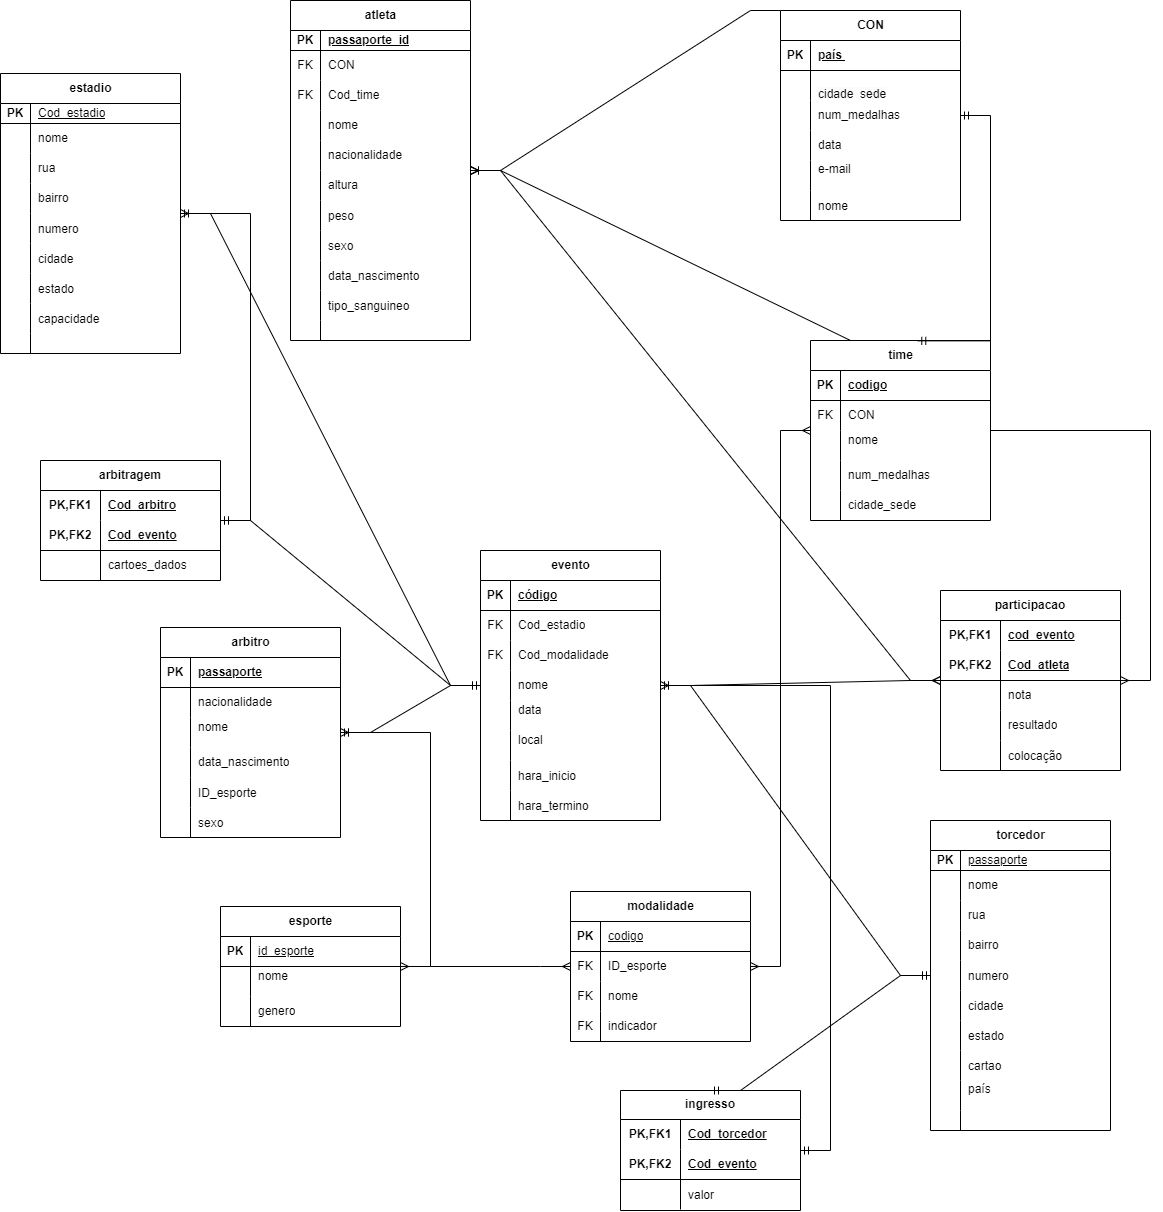 atleta
PK passaporte_id
FK CON
FK Cod_time
nome
nacionalidade
altura
peso
sexo
data_nascimento
tipo_sanguineo
CON
PK país
cidade_sede
num_medalhas
data
e-mail
nome
estadio
PK Cod_estadio
nome
rua
bairro
numero
cidade
estado
capacidade
time
PK codigo
FK CON
nome
num_medalhas
cidade_sede
arbitragem
PK,FK1 Cod_arbitro
PK,FK2 Cod_evento
cartoes_dados
evento
PK código
FK Cod_estadio
FK Cod_modalidade
nome
data
local
hara_inicio
hara_termino
participacao
PK,FK1 cod_evento
PK,FK2 Cod_atleta
nota
resultado
colocação
arbitro
PK passaporte
nacionalidade
nome
data_nascimento
ID_esporte
sexo
torcedor
PK passaporte
nome
rua
bairro
numero
cidade
estado
cartao
país
esporte
PK id_esporte
nome
genero
modalidade
PK codigo
FK ID_esporte
FK nome
FK indicador
ingresso
PK,FK1 Cod_torcedor
PK,FK2 Cod_evento
valor